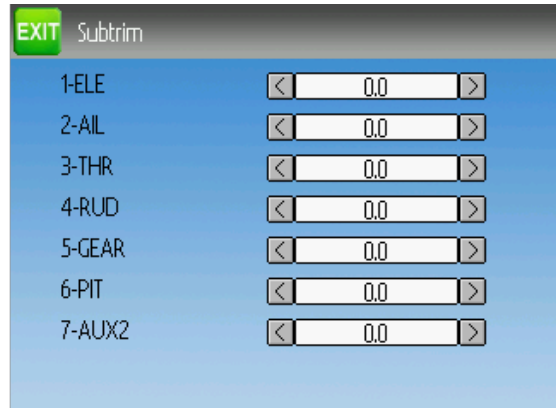 EXIT Subtrim
1-ELE < 0.0 >
2-AIL < 0.0 >
3-THR < 0.0 >
4-RUD < 0.0 >
5-GEAR < 0.0 >
6-PIT < 0.0 >
7-AUX2 < 0.0 >